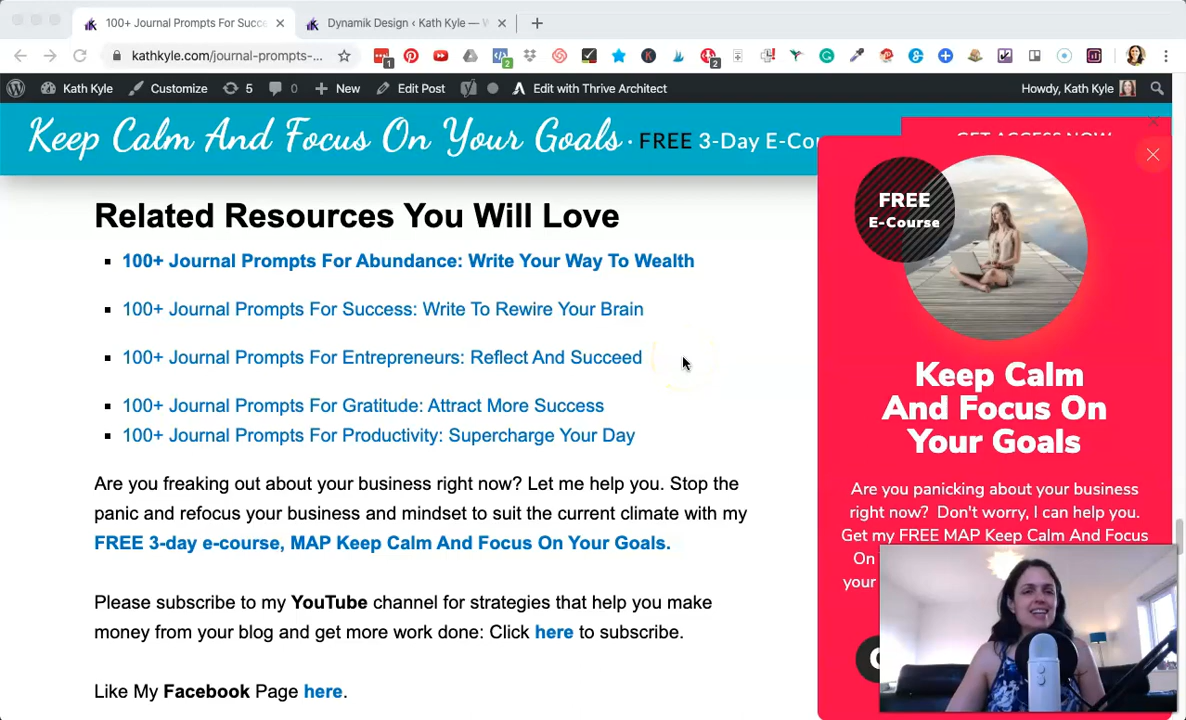 100+ Journal Prompts For Succe
Dynamik Design ‹ Kath Kyle — W
kathkyle.com/journal-prompts-...
1
2
2
Kath Kyle
Customize
5
0
New
Edit Post
Edit with Thrive Architect
Howdy, Kath Kyle
Keep Calm And Focus On Your Goals · FREE 3-Day E-Cou
GET ACCESS NOW
Related Resources You Will Love
100+ Journal Prompts For Abundance: Write Your Way To Wealth
100+ Journal Prompts For Success: Write To Rewire Your Brain
100+ Journal Prompts For Entrepreneurs: Reflect And Succeed
100+ Journal Prompts For Gratitude: Attract More Success
100+ Journal Prompts For Productivity: Supercharge Your Day
Are you freaking out about your business right now? Let me help you. Stop the
panic and refocus your business and mindset to suit the current climate with my
FREE 3-day e-course, MAP Keep Calm And Focus On Your Goals.
Please subscribe to my YouTube channel for strategies that help you make
money from your blog and get more work done: Click here to subscribe.
Like My Facebook Page here.
FREE
E-Course
Keep Calm
And Focus On
Your Goals
Are you panicking about your business
right now? Don't worry, I can help you.
Get my FREE MAP Keep Calm And Focus
On
your